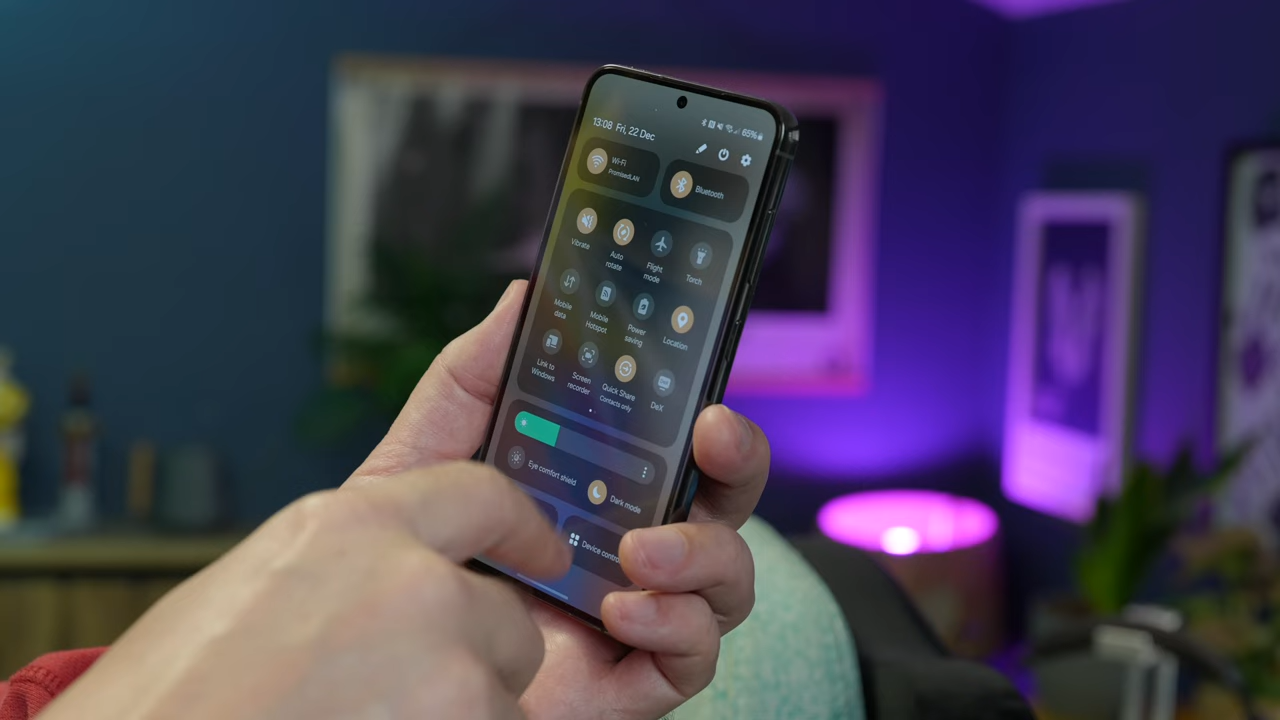 13:08 Fri, 22 Dec
65%
Wi-Fi
PromisedLAN
Bluetooth
Vibrate
Auto
rotate
Flight
mode
Torch
Mobile
data
Mobile
Hotspot
Power
saving
Location
Link to
Windows
Screen
recorder
Quick Share
Contacts only
DeX
Eye comfort shield
Dark mode
Device contro